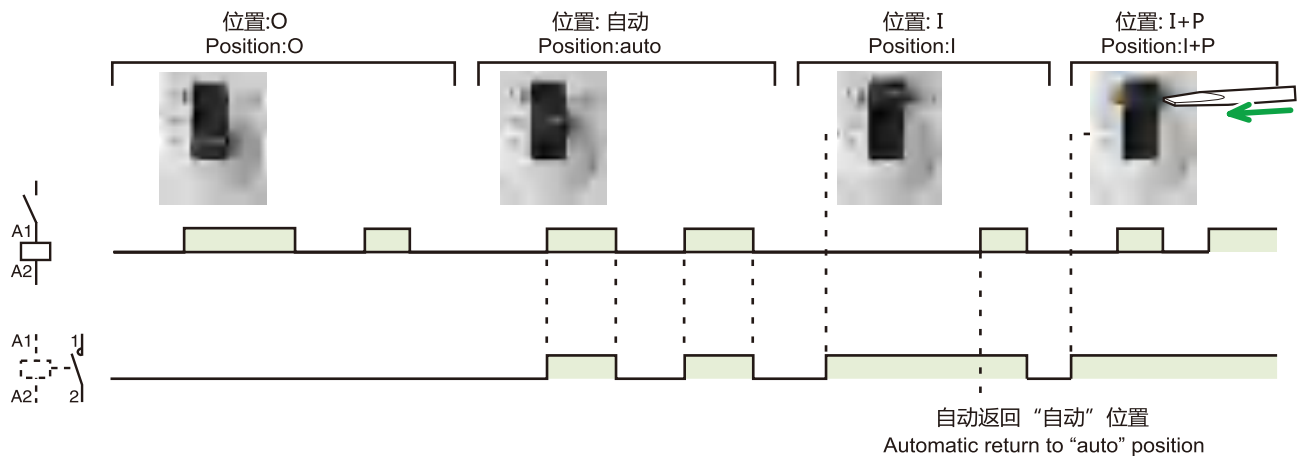 位置:O
Position:O
位置: 自动
Position:auto
位置: I
Position:I
位置: I+P
Position:I+P
A1
A2
A1
1
A2
2
自动返回“自动”位置
Automatic return to “auto” position